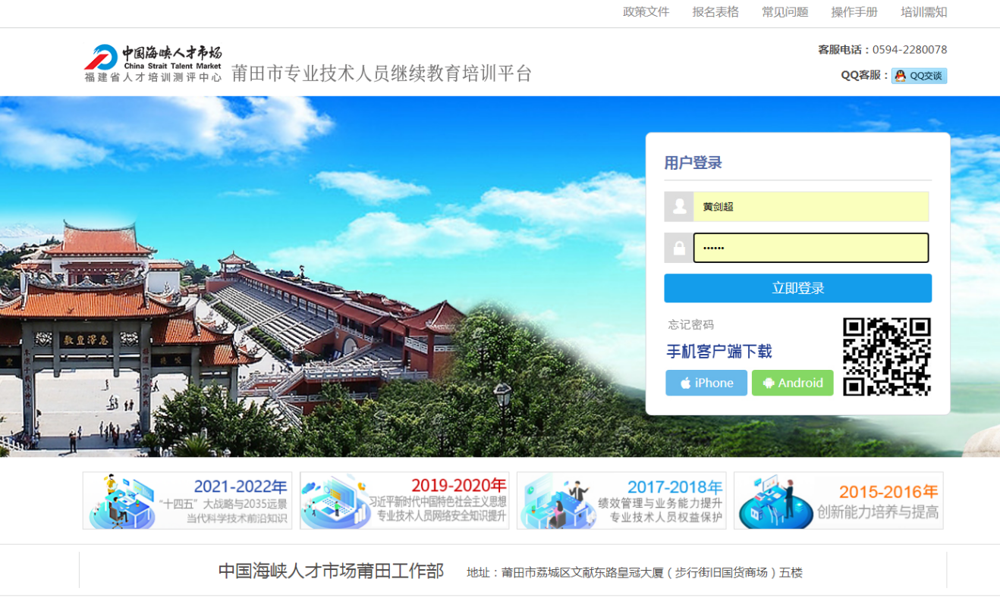 政策文件 报名表格 常见问题 操作手册 培训需知
中国海峡人才市场
China Strait Talent Market
福建省人才培训测评中心
莆田市专业技术人员继续教育培训平台
客服电话：0594-2280078
QQ客服： QQ交谈
用户登录
黄剑超
••••••
立即登录
忘记密码
手机客户端下载
iPhone Android
2021-2022年
“十四五”大战略与2035远景
当代科学技术前沿知识
2019-2020年
习近平新时代中国特色社会主义思想
专业技术人员网络安全知识提升
2017-2018年
绩效管理与业务能力提升
专业技术人员权益保护
2015-2016年
创新能力培养与提高
中国海峡人才市场莆田工作部 地址：莆田市荔城区文献东路皇冠大厦（步行街旧国货商场）五楼